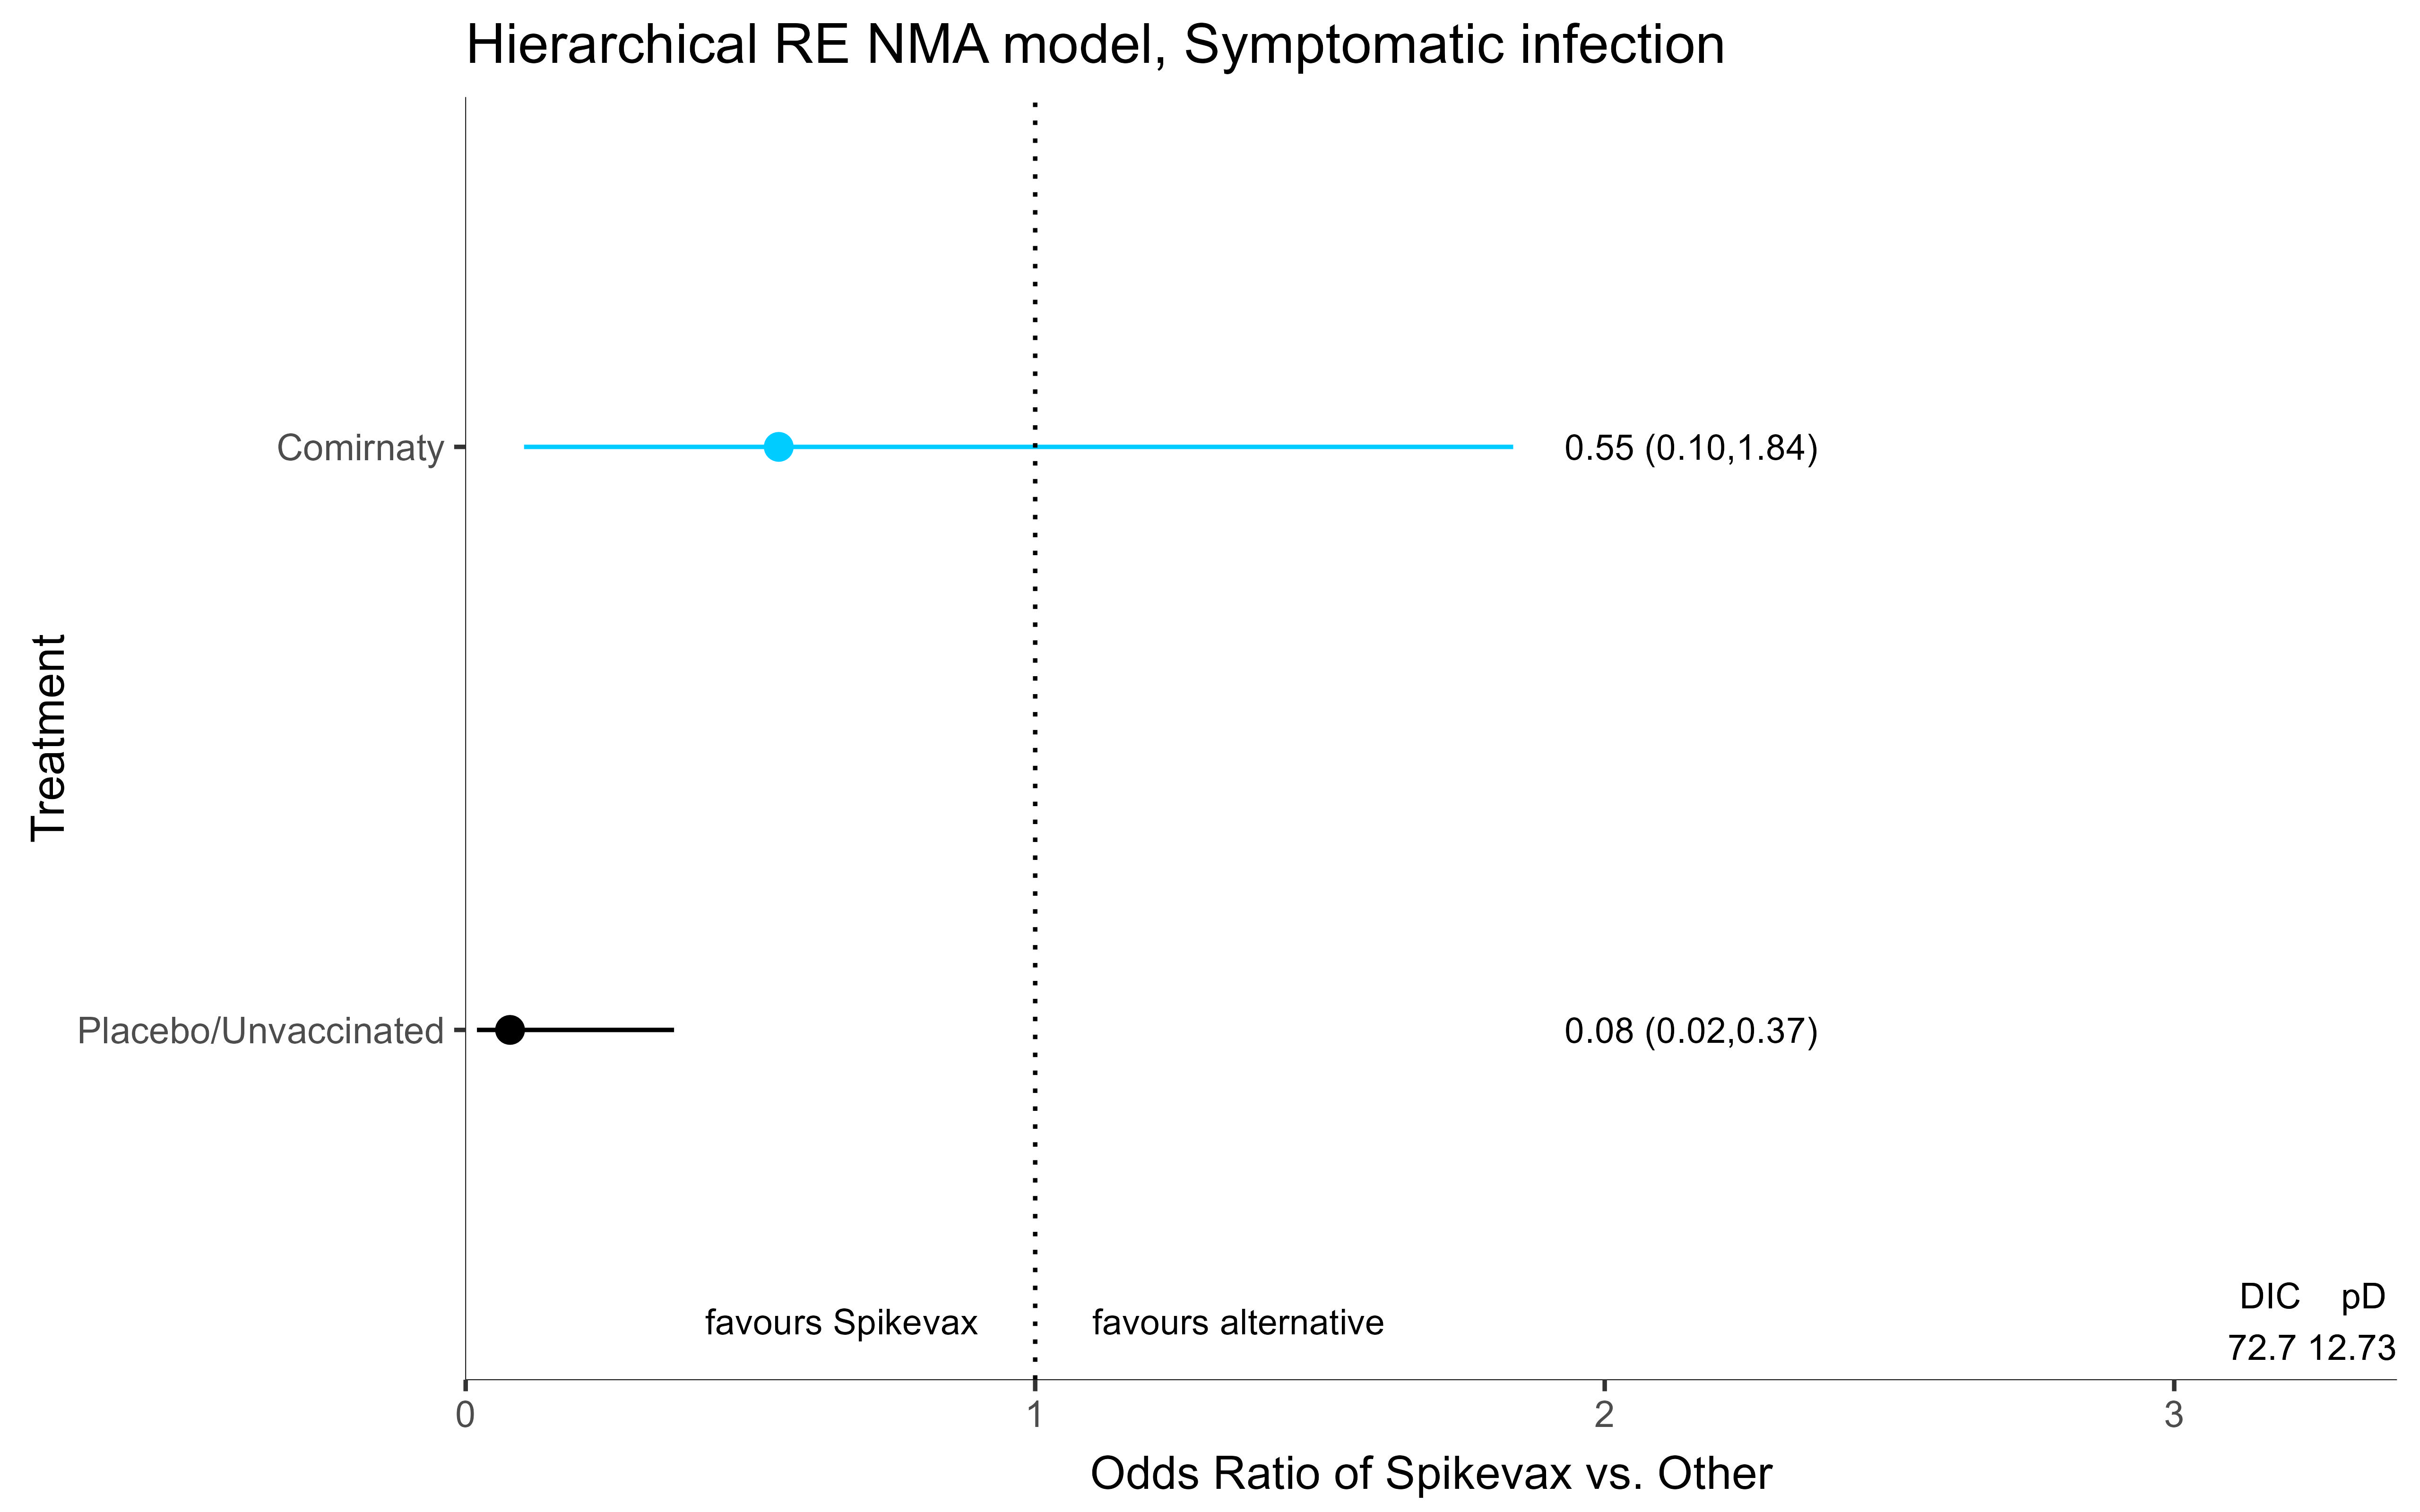 Hierarchical RE NMA model, Symptomatic infection
Treatment
Comirnaty
0.55 (0.10,1.84)
Placebo/Unvaccinated
0.08 (0.02,0.37)
favours Spikevax
favours alternative
DIC pD
72.7 12.73
0 1 2 3
Odds Ratio of Spikevax vs. Other